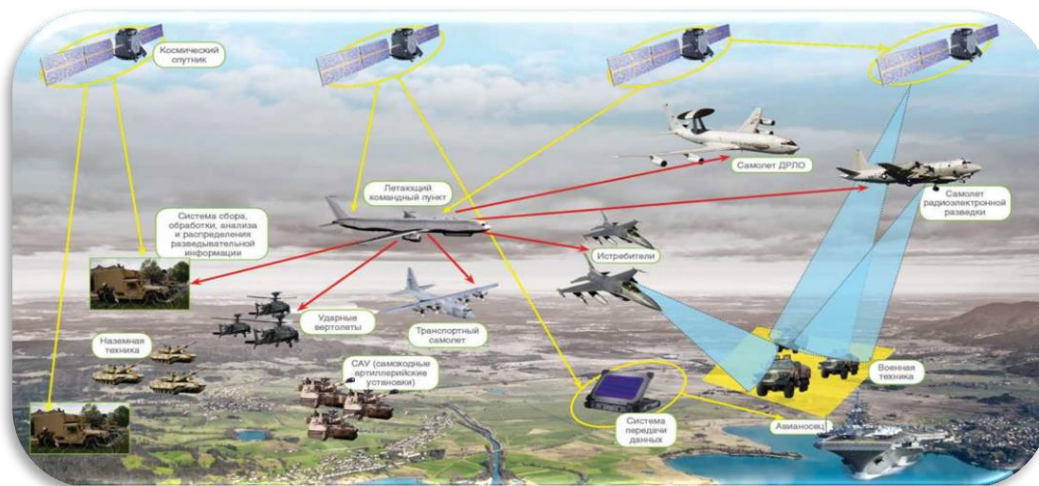 Космический
спутник
Самолет ДРЛО
Летающий
командный пункт
Самолет
радиоэлектронной
разведки
Система сбора,
обработки, анализа
и распределения
разведывательной
информации
Истребители
Ударные
вертолеты
Транспортный
самолет
Наземная
техника
САУ (самоходные
артиллерийские
установки)
Военная
техника
Система
передачи
данных
Авианосец